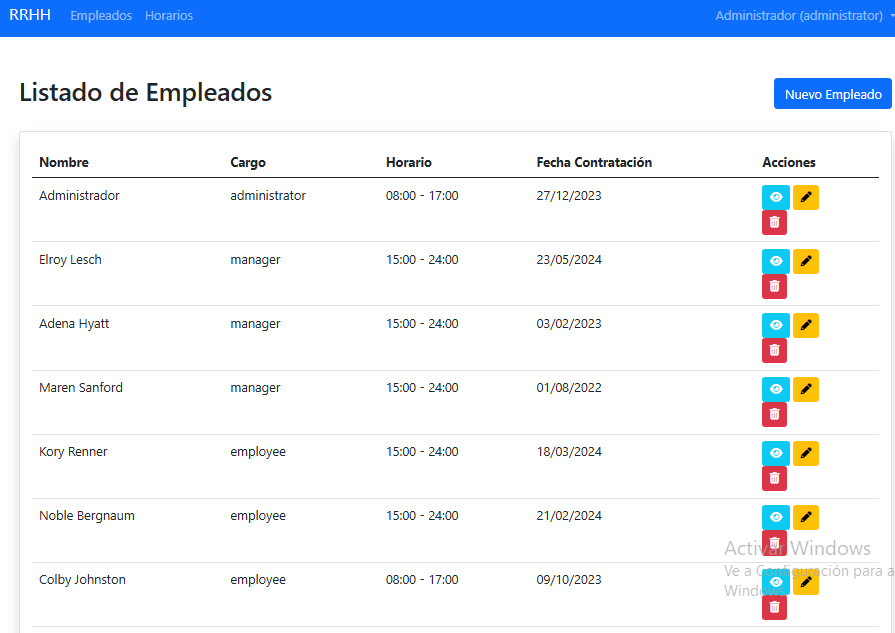 RRHH Empleados Horarios Administrador (administrator)
Listado de Empleados
Nuevo Empleado
Nombre Cargo Horario Fecha Contratación Acciones
Administrador administrator 08:00 - 17:00 27/12/2023
Elroy Lesch manager 15:00 - 24:00 23/05/2024
Adena Hyatt manager 15:00 - 24:00 03/02/2023
Maren Sanford manager 15:00 - 24:00 01/08/2022
Kory Renner employee 15:00 - 24:00 18/03/2024
Noble Bergnaum employee 15:00 - 24:00 21/02/2024
Colby Johnston employee 08:00 - 17:00 09/10/2023
Activar Windows
Ve a Configuración para a
Windows